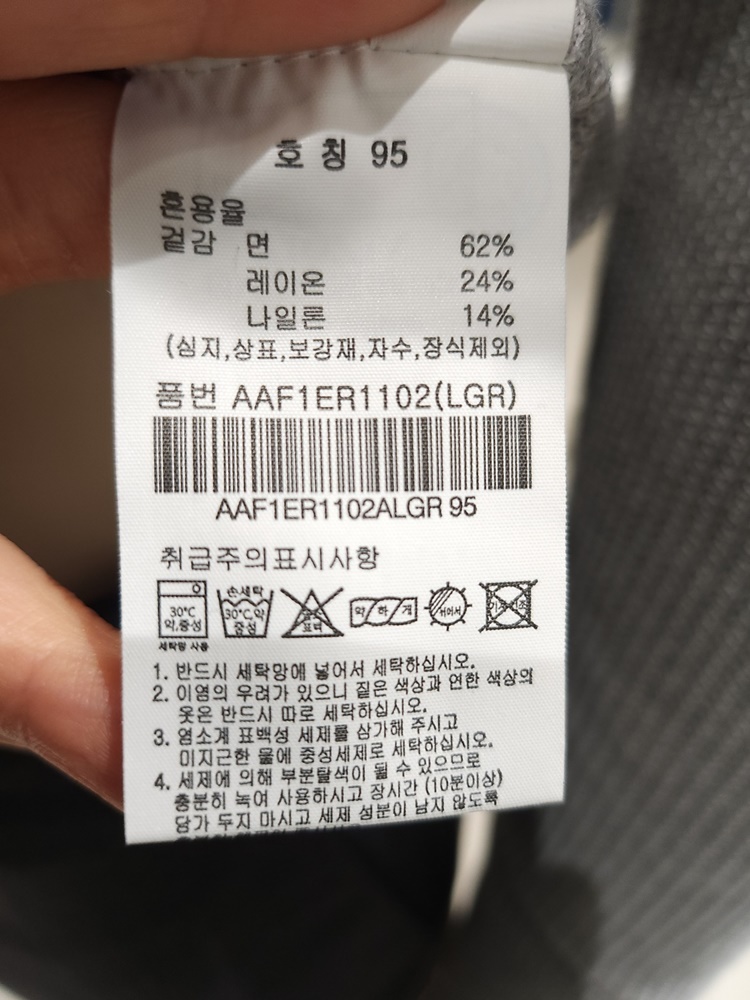 호칭 95
혼용율
겉감 면 62%
레이온 24%
나일론 14%
(심지,상표,보강재,자수,장식제외)
품번 AAF1ER1102(LGR)
AAF1ER1102ALGR 95
취급주의표시사항
30℃ 약,중성
세탁망 사용
손세탁 30℃,약 중성
표백
약하게
뉘어서
1. 반드시 세탁망에 넣어서 세탁하십시오.
2. 이염의 우려가 있으니 짙은 색상과 연한 색상의
옷은 반드시 따로 세탁하십시오.
3. 염소계 표백성 세제를 삼가해 주시고
미지근한 물에 중성세제로 세탁하십시오.
4. 세제에 의해 부분탈색이 될 수 있으므로
충분히 녹여 사용하시고 장시간 (10분이상)
당가 두지 마시고 세제 성분이 남지 않도록